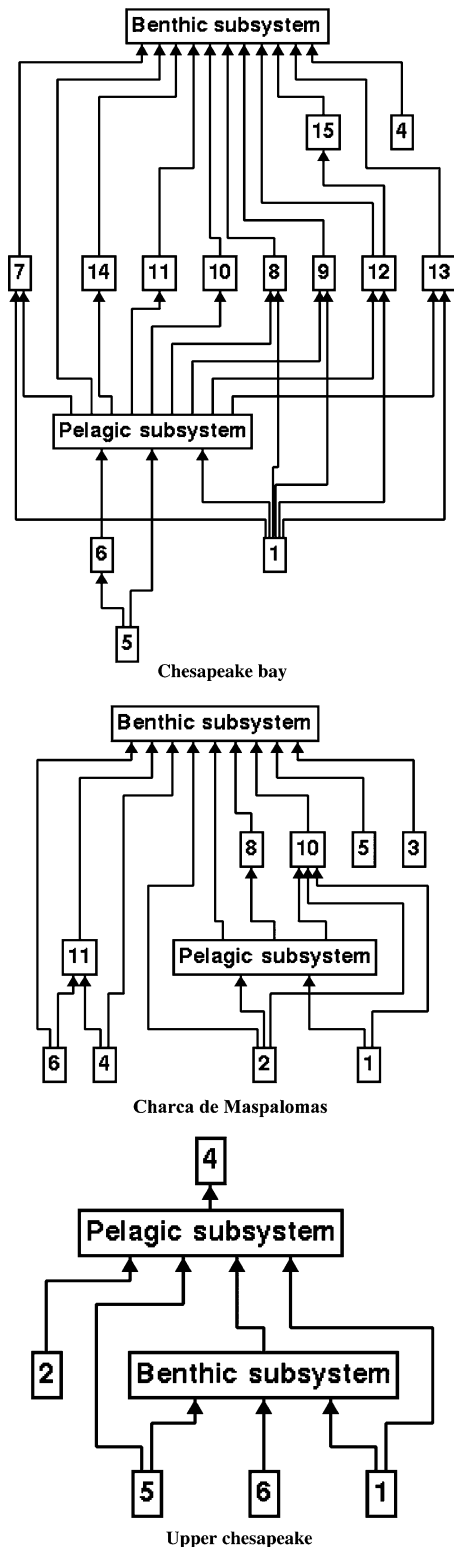 Benthic subsystem
15 4
7 14 11 10 8 9 12 13
Pelagic subsystem
6 1
5
Chesapeake bay
Benthic subsystem
8 10 5 3
11 Pelagic subsystem
6 4 2 1
Charca de Maspalomas
4
Pelagic subsystem
2 Benthic subsystem
5 6 1
Upper chesapeake